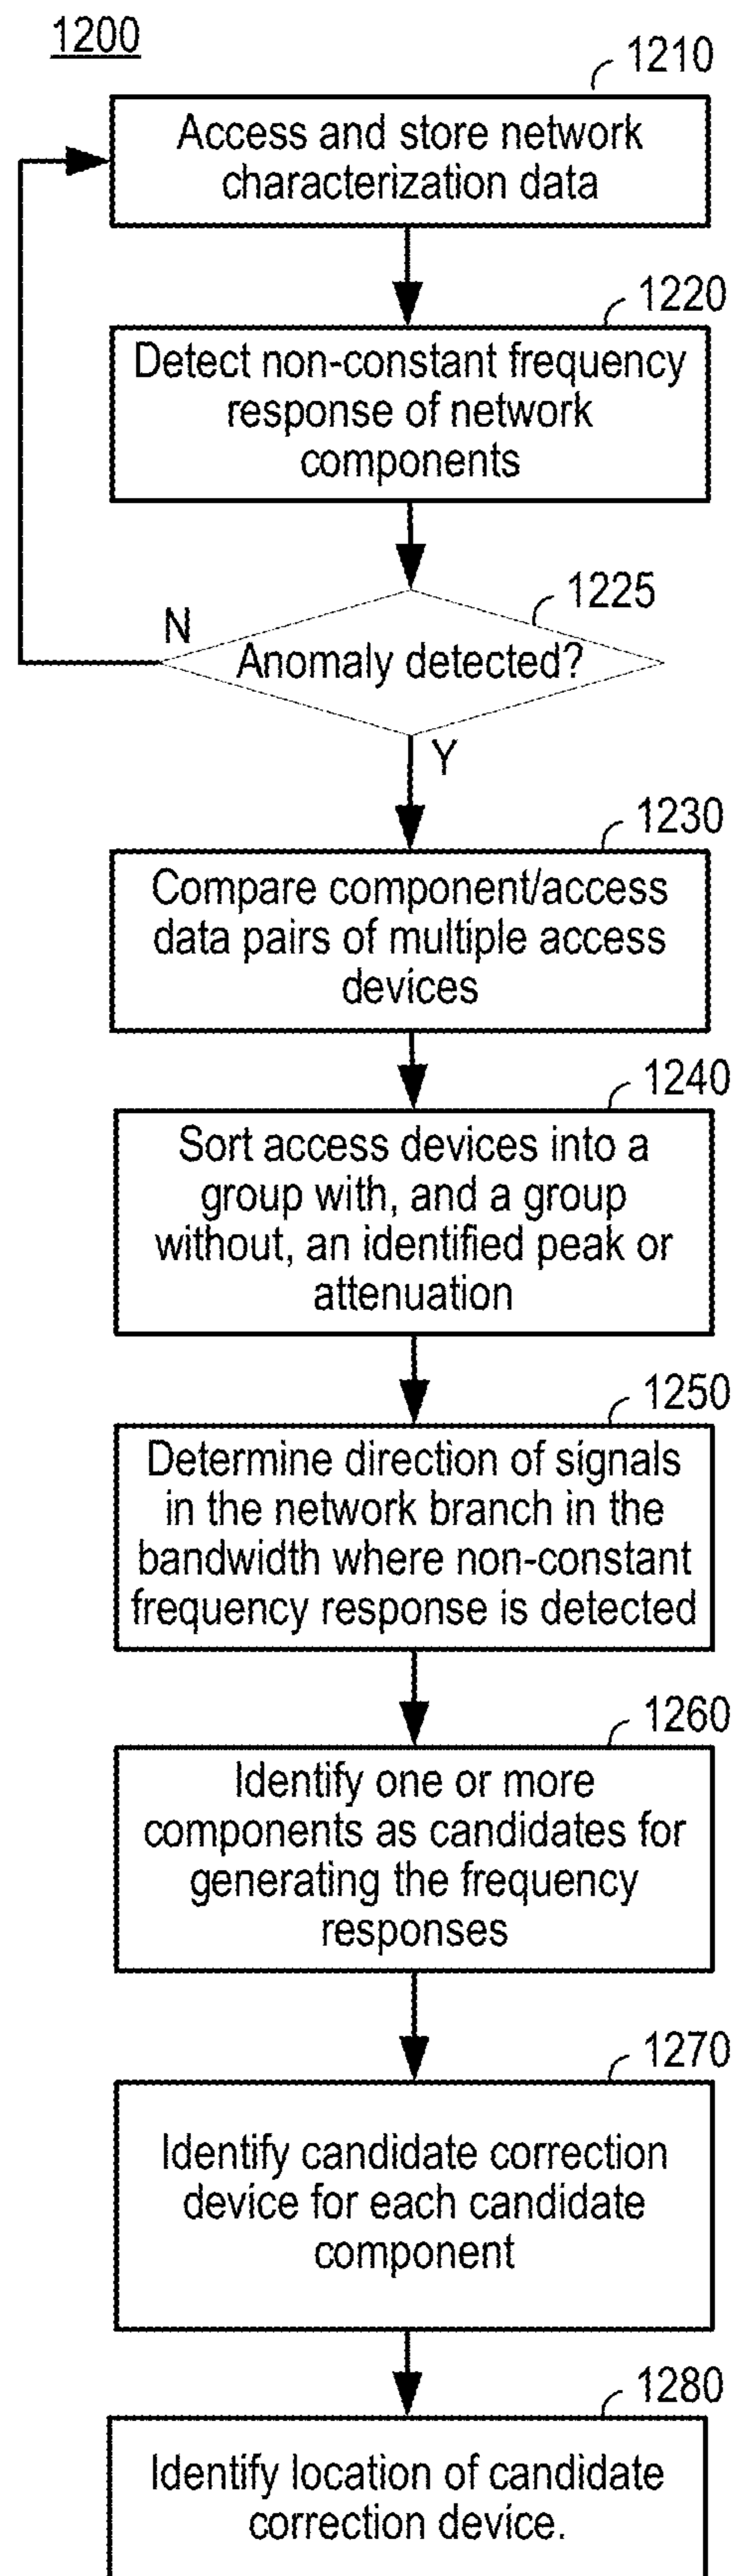 1200
1210
Access and store network
characterization data
1220
Detect non-constant frequency
response of network
components
1225
N
Anomaly detected?
Y
1230
Compare component/access
data pairs of multiple access
devices
1240
Sort access devices into a
group with, and a group
without, an identified peak or
attenuation
1250
Determine direction of signals
in the network branch in the
bandwidth where non-constant
frequency response is detected
1260
Identify one or more
components as candidates for
generating the frequency
responses
1270
Identify candidate correction
device for each candidate
component
1280
Identify location of candidate
correction device.